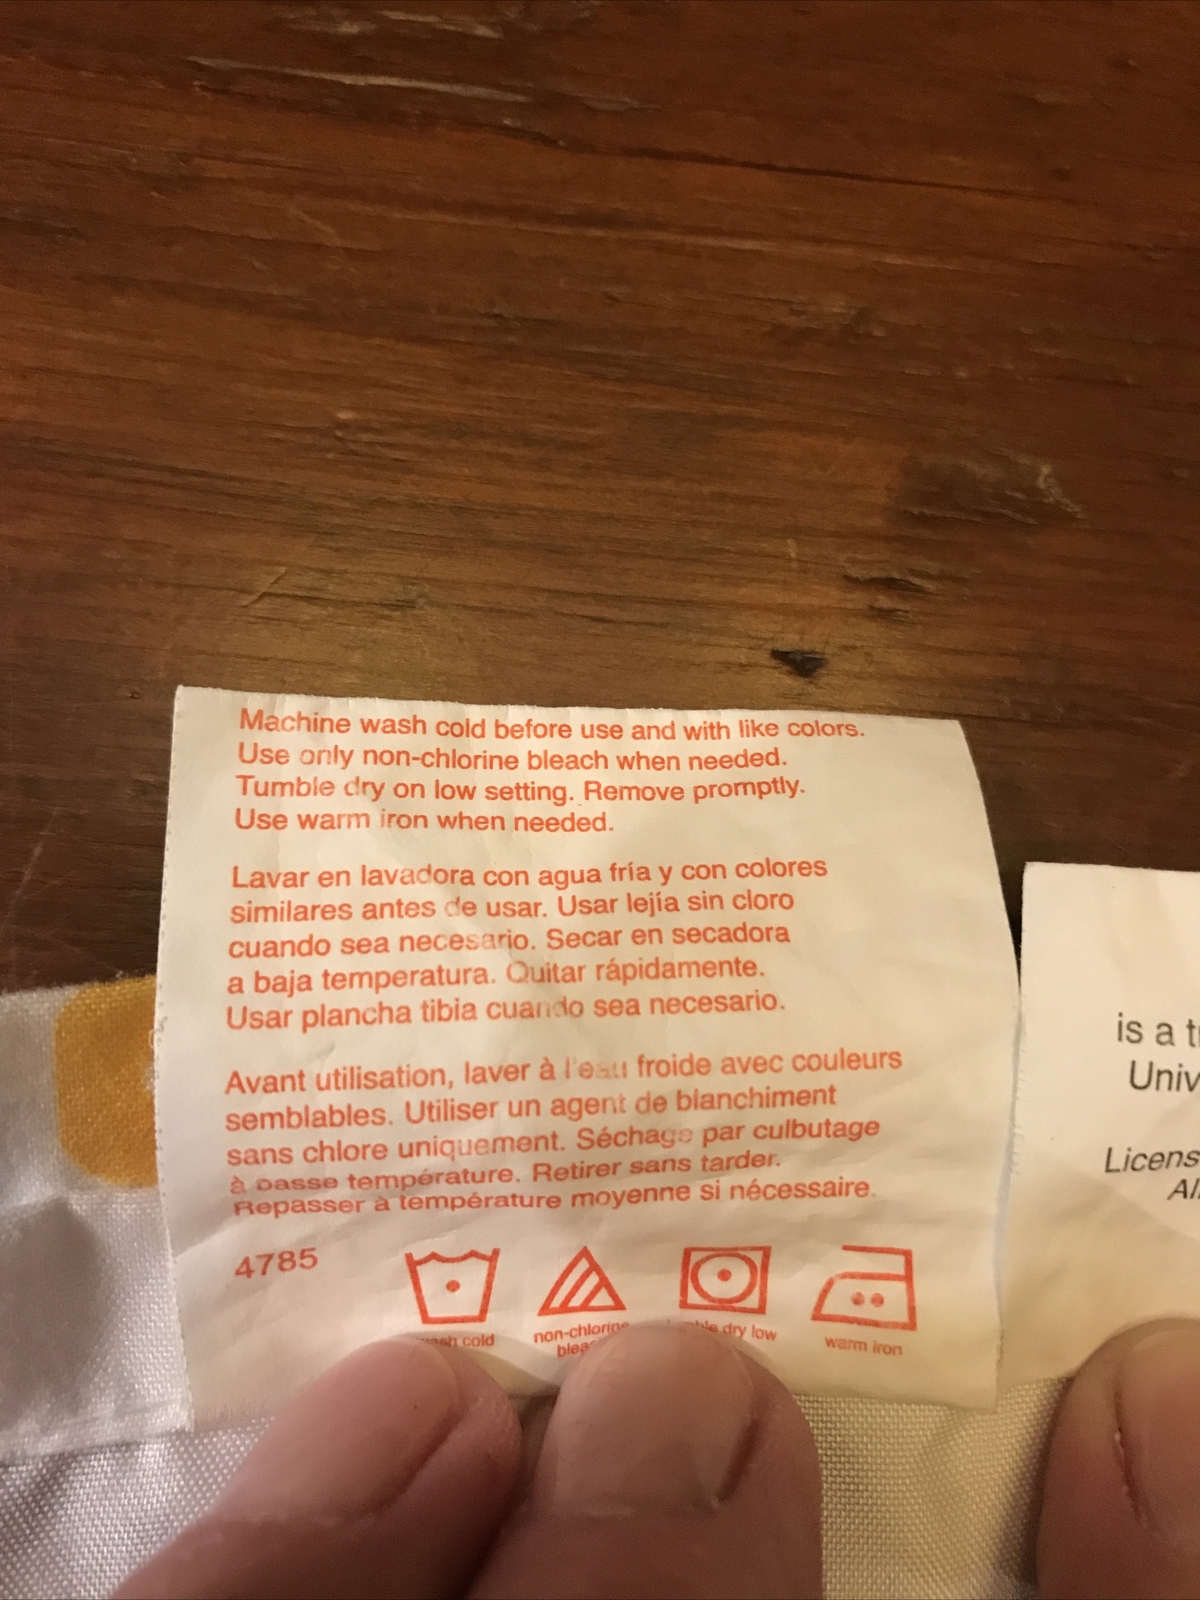 Machine wash cold before use and with like colors.
Use only non-chlorine bleach when needed.
Tumble dry on low setting. Remove promptly.
Use warm iron when needed.
Lavar en lavadora con agua fría y con colores
similares antes de usar. Usar lejía sin cloro
cuando sea necesario. Secar en secadora
a baja temperatura. Quitar rápidamente.
Usar plancha tibia cuando sea necesario.
Avant utilisation, laver à l'eau froide avec couleurs
semblables. Utiliser un agent de blanchiment
sans chlore uniquement. Séchage par culbutage
à basse température. Retirer sans tarder.
Repasser à température moyenne si nécessaire.
4785
wash cold
non-chlorine
bleach
tumble dry low
warm iron
is a
Univ
Licens